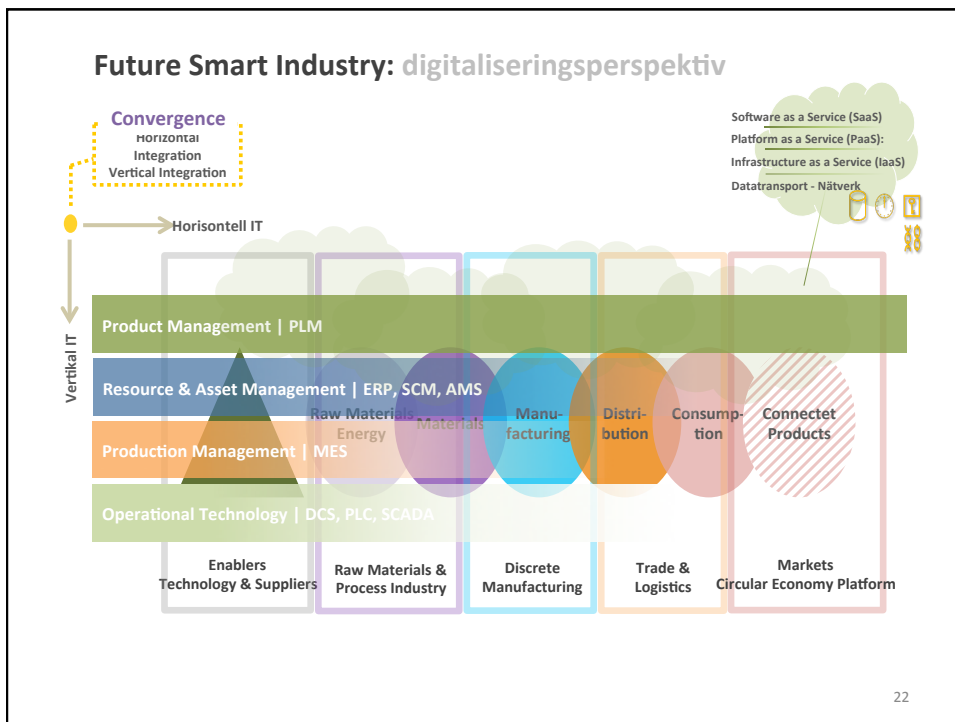 Future Smart Industry: digitaliseringsperspektiv
Convergence
Horizontal
Integration
Vertical Integration
Software as a Service (SaaS)
Platform as a Service (PaaS):
Infrastructure as a Service (IaaS)
Datatransport - Nätverk
Horisontell IT
Vertikal IT
Product Management | PLM
Resource & Asset Management | ERP, SCM, AMS
Raw Materials
Energy
Materials
Manu-
facturing
Distri-
bution
Consump-
tion
Connectet
Products
Production Management | MES
Operational Technology | DCS, PLC, SCADA
Enablers
Technology & Suppliers
Raw Materials &
Process Industry
Discrete
Manufacturing
Trade &
Logistics
Markets
Circular Economy Platform
22